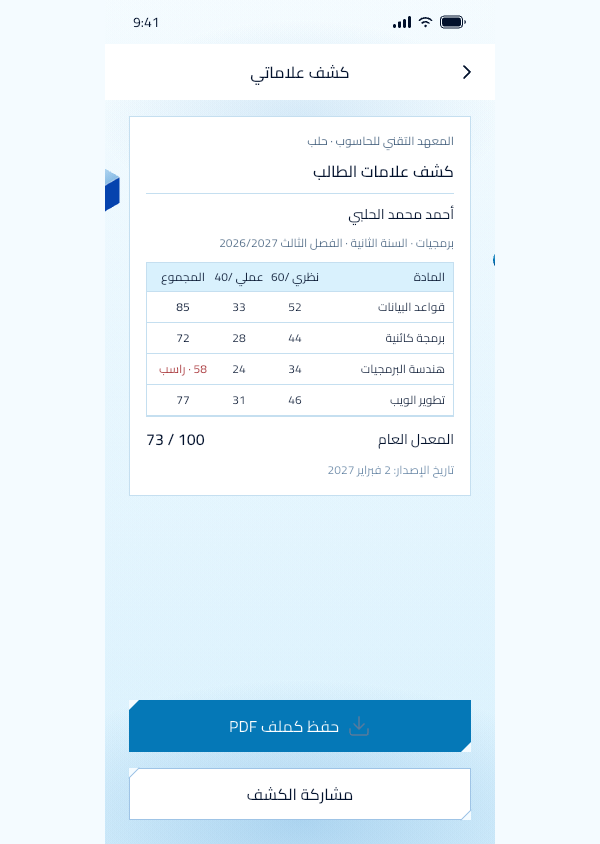 9:41
كشف علاماتي
المعهد التقني للحاسوب · حلب
كشف علامات الطالب
أحمد محمد الحلبي
برمجيات · السنة الثانية · الفصل الثالث 2026/2027
المادة نظري /60 عملي /40 المجموع
قواعد البيانات 52 33 85
برمجة كائنية 44 28 72
هندسة البرمجيات 34 24 58 · راسب
تطوير الويب 46 31 77
المعدل العام 73 / 100
تاريخ الإصدار: 2 فبراير 2027
حفظ كملف PDF
مشاركة الكشف